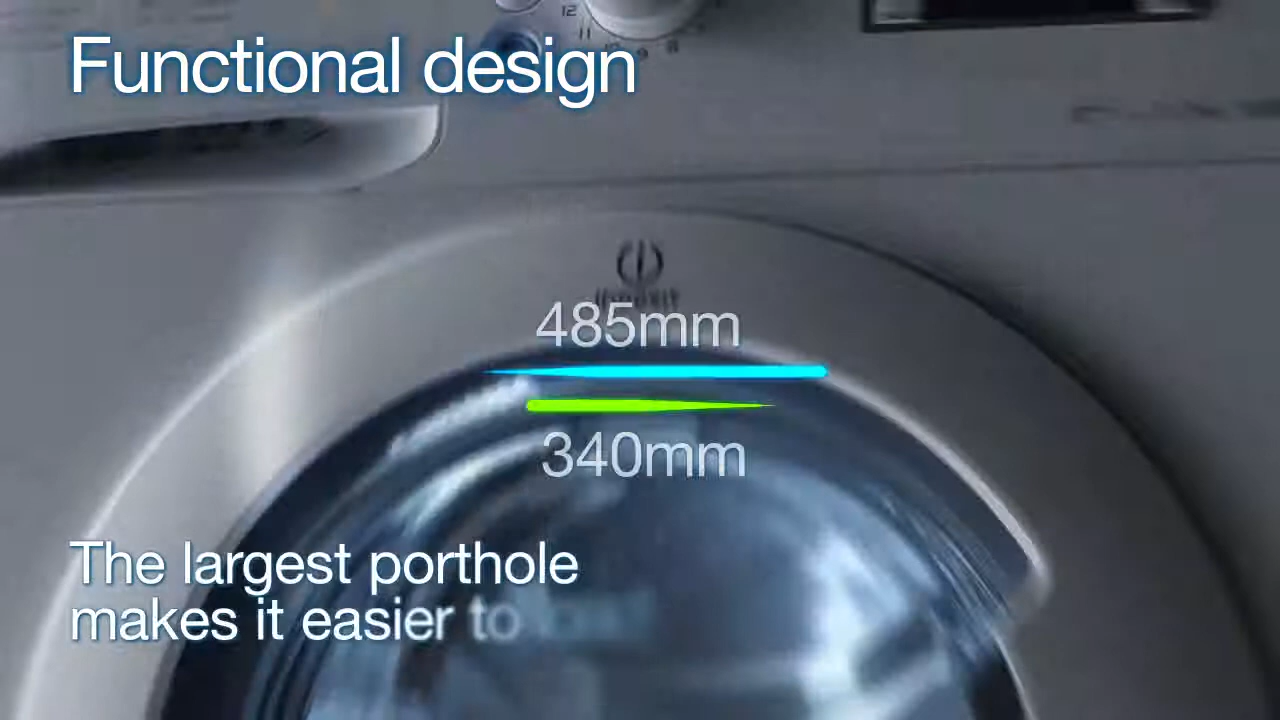 Functional design
485mm
340mm
The largest porthole
makes it easier to